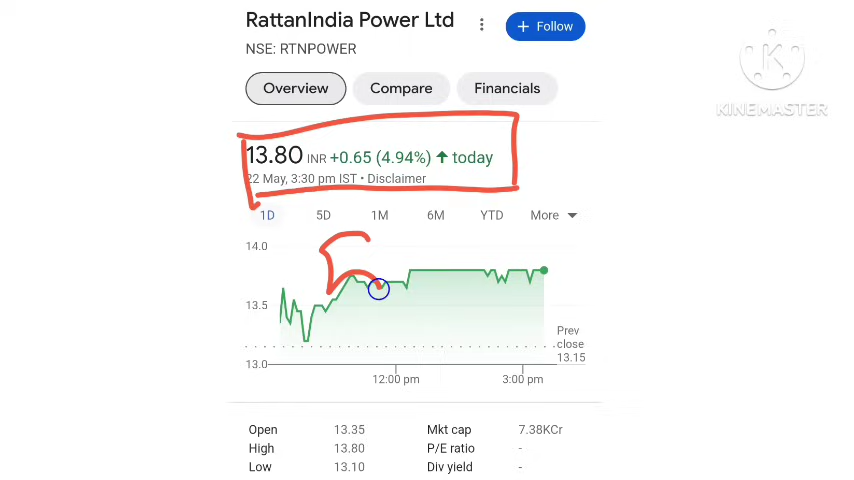 RattanIndia Power Ltd
+ Follow
NSE: RTNPOWER
KINEMASTER
Overview Compare Financials
13.80 INR +0.65 (4.94%) ↑ today
22 May, 3:30 pm IST • Disclaimer
1D 5D 1M 6M YTD More
14.0
13.5
Prev
close
13.15
13.0
12:00 pm 3:00 pm
Open 13.35 Mkt cap 7.38KCr
High 13.80 P/E ratio -
Low 13.10 Div yield -